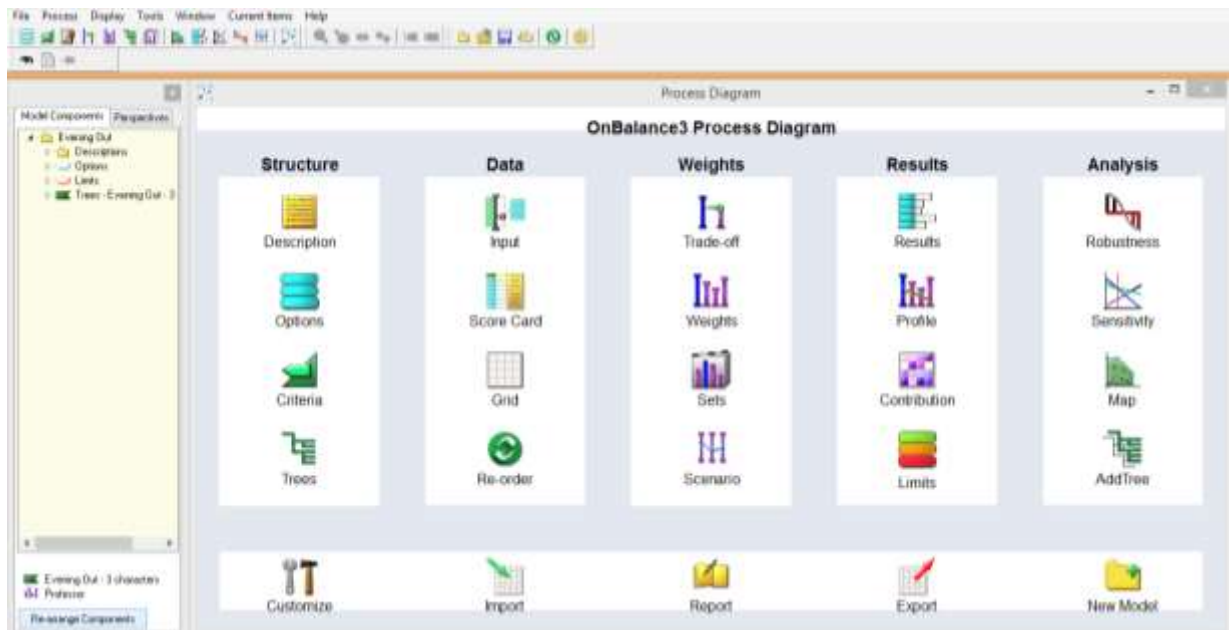 File Process Display Tools Window Current Items Help
Process Diagram
Model Components Perspectives
Evening Out
Descriptions
Options
Limits
Trees - Evening Out - 3
OnBalance3 Process Diagram
Structure Data Weights Results Analysis
Description Input Trade-off Results Robustness
Options Score Card Weights Profile Sensitivity
Criteria Grid Sets Contribution Map
Trees Re-order Scenario Limits AddTree
Evening Out - 3 characters
Professor
Re-arrange Components
Customize Import Report Export New Model